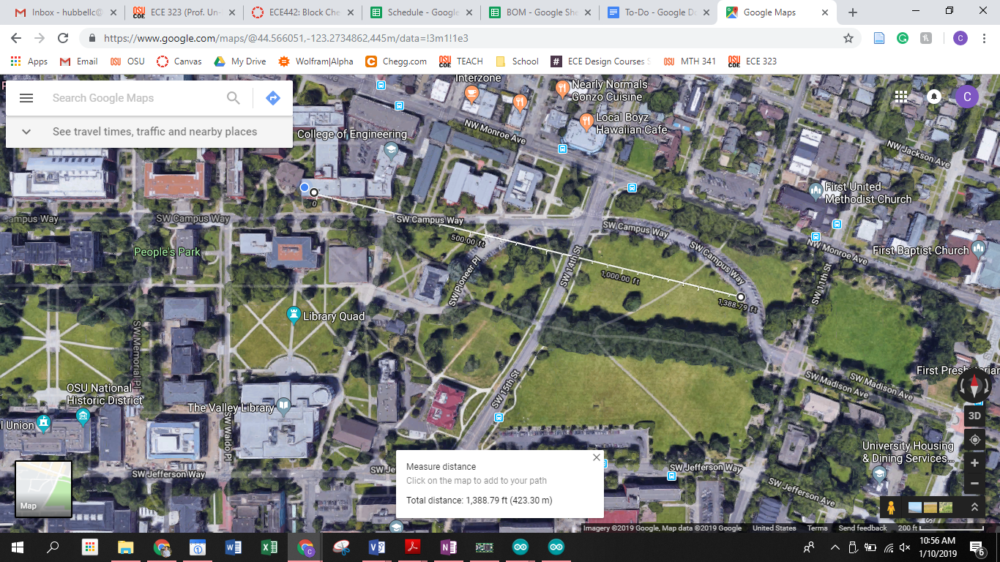 Inbox - hubbellc@
ECE 323 (Prof. Un-
ECE442: Block Che
Schedule - Google
BOM - Google She
To-Do - Google Do
Google Maps
https://www.google.com/maps/@44.566051,-123.2734862,445m/data=!3m1!1e3
C
Apps
Email
OSU
Canvas
My Drive
Wolfram|Alpha
Chegg.com
TEACH
School
ECE Design Courses S
MTH 341
ECE 323
Search Google Maps
See travel times, traffic and nearby places
C
Interzone
Nearly Normals
Gonzo Cuisine
Local Boyz
Hawaiian Cafe
College of Engineering
NW Monroe Ave
NW Jackson Ave
First United
Methodist Church
0
Campus Way
SW Campus Way
SW Campus Way
SW Campus Way
SW Campus Way
NW Monroe Ave
First Baptist Church
People's Park
500.00 ft
SW Pioneer Pl
SW 14th St
1,000.00 ft
1,388.79 ft
SW 11th St
Library Quad
SW Memorial Pl
OSU National
Historic District
The Valley Library
SW 15th St
SW Madison Ave
SW Madison Ave
First Presbyterian
l Union
SW Waldo Pl
3D
University Housing
& Dining Services...
SW Jefferson Way
SW Je
SW Jefferson Way
SW Jefferson Ave
Measure distance
Click on the map to add to your path
Total distance: 1,388.79 ft (423.30 m)
Map
Imagery ©2019 Google, Map data ©2019 Google
United States
Terms
Send feedback
200 ft
10:56 AM
1/10/2019
6